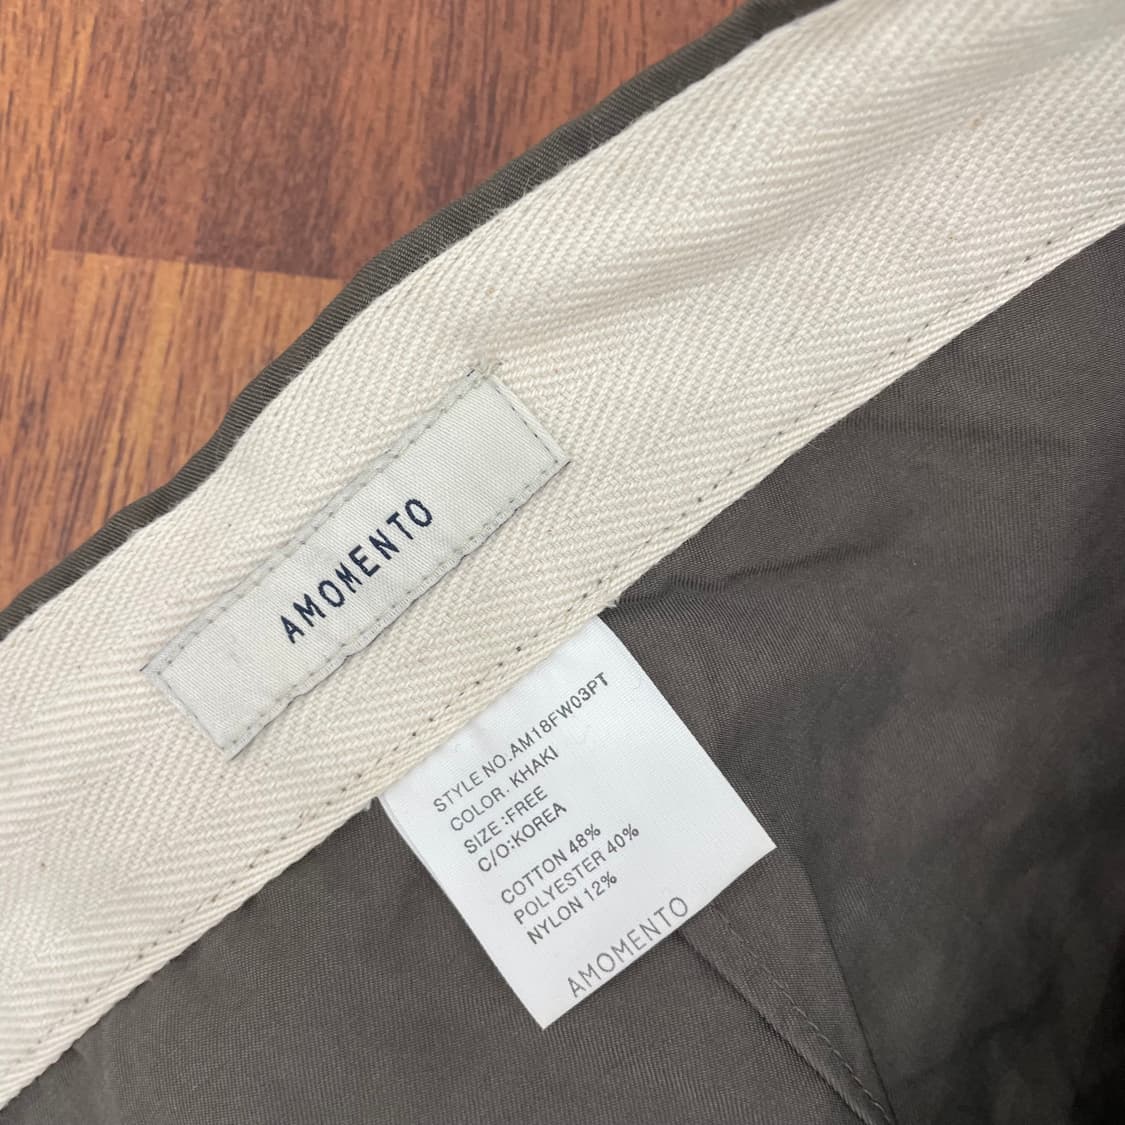 AMOMENTO
STYLE NO.AM18FW03PT
COLOR. KHAKI
SIZE :FREE
C/O:KOREA
COTTON 48%
POLYESTER 40%
NYLON 12%
AMOMENTO